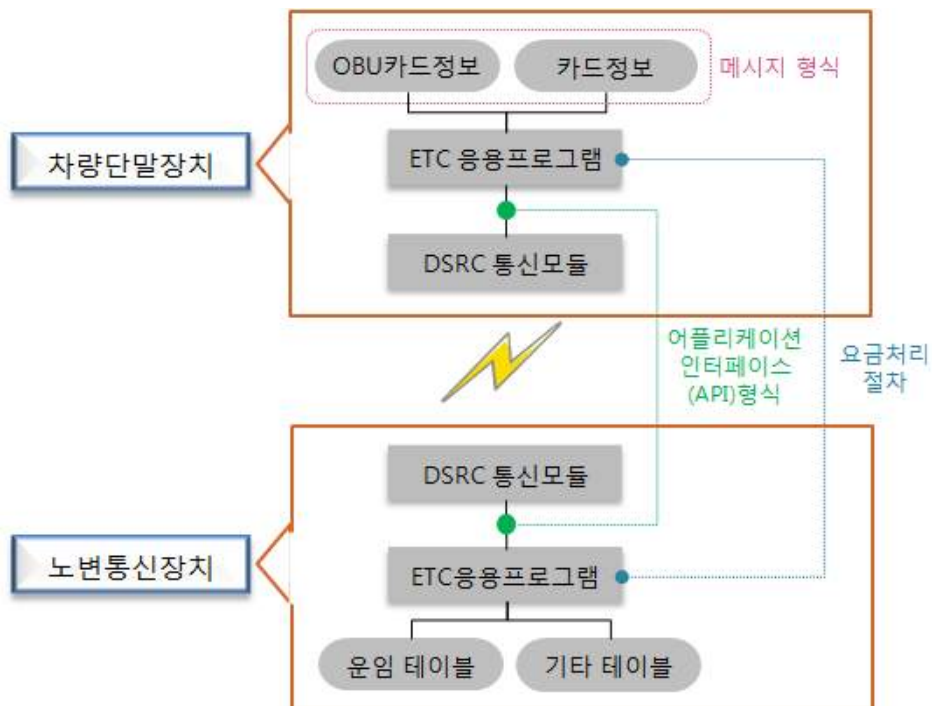 OBU카드정보
카드정보
메시지 형식
차량단말장치
ETC 응용프로그램
DSRC 통신모듈
어플리케이션
인터페이스
(API)형식
요금처리
절차
DSRC 통신모듈
노변통신장치
ETC응용프로그램
운임 테이블
기타 테이블